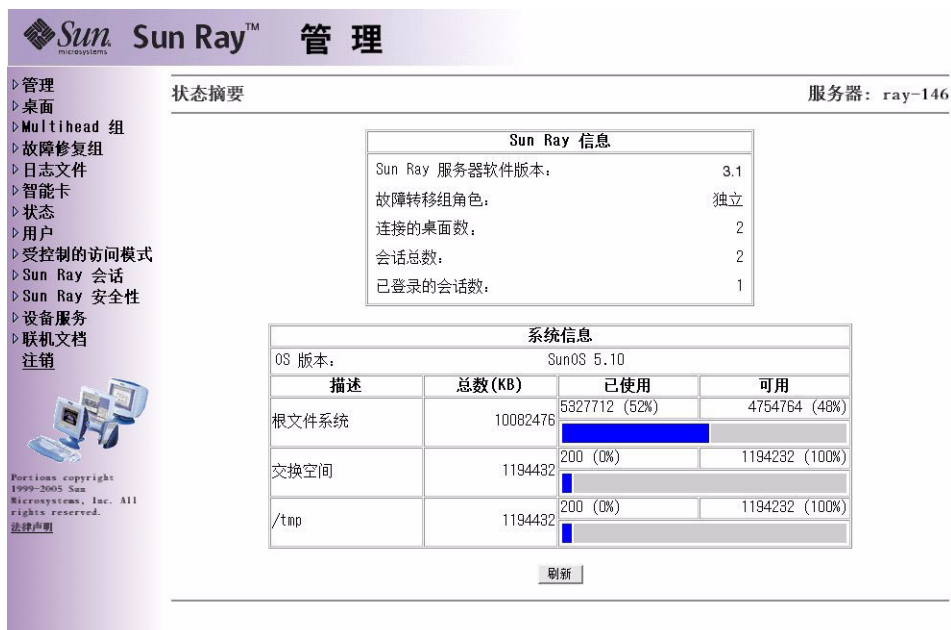 Sun microsystems Sun Ray™ 管 理
管理
桌面
Multihead 组
故障修复组
日志文件
智能卡
状态
用户
受控制的访问模式
Sun Ray 会话
Sun Ray 安全性
设备服务
联机文档
注销
Portions copyright
1999-2005 Sun
Microsystems, Inc. All
rights reserved.
法律声明
状态摘要 服务器: ray-146
Sun Ray 信息
Sun Ray 服务器软件版本: 3.1
故障转移组角色: 独立
连接的桌面数: 2
会话总数: 2
已登录的会话数: 1
系统信息
OS 版本: SunOS 5.10
描述 总数(KB) 已使用 可用
根文件系统 10082476 5327712 (52%) 4754764 (48%)
交换空间 1194432 200 (0%) 1194232 (100%)
/tmp 1194432 200 (0%) 1194232 (100%)
刷新